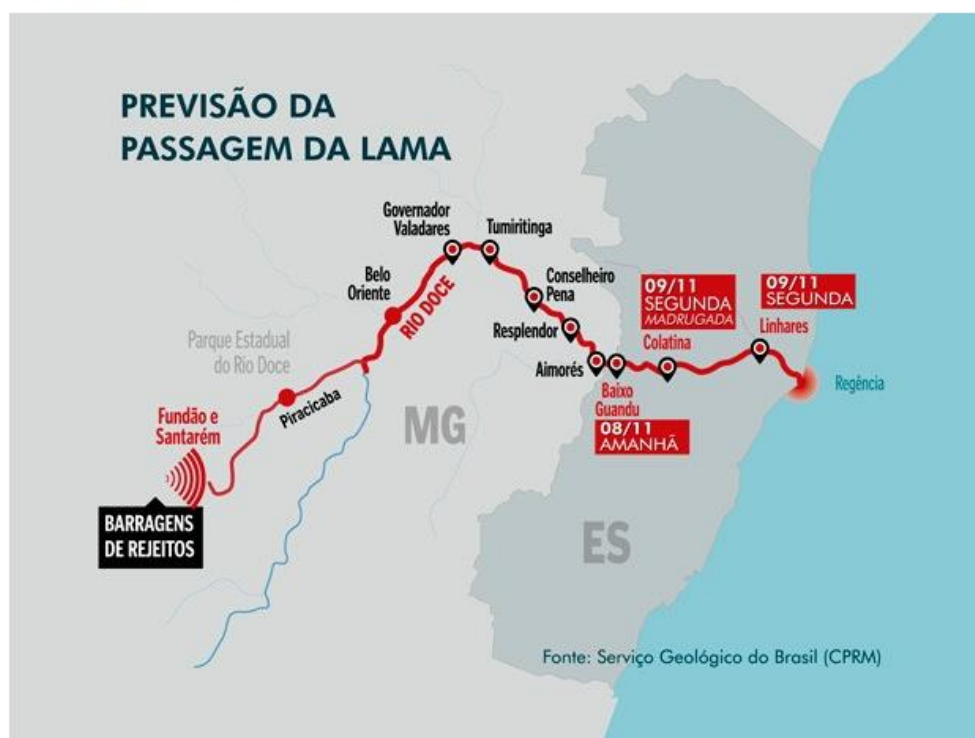 PREVISÃO DA
PASSAGEM DA LAMA
Governador
Valadares
Tumiritinga
Belo
Oriente
RIO DOCE
Conselheiro
Pena
09/11
SEGUNDA
MADRUGADA
Colatina
09/11
SEGUNDA
Linhares
Resplendor
Parque Estadual
do Rio Doce
Aimorés
Regência
Piracicaba
Baixo
Guandu
08/11
AMANHÃ
Fundão e
Santarém
MG
BARRAGENS
DE REJEITOS
ES
Fonte: Serviço Geológico do Brasil (CPRM)